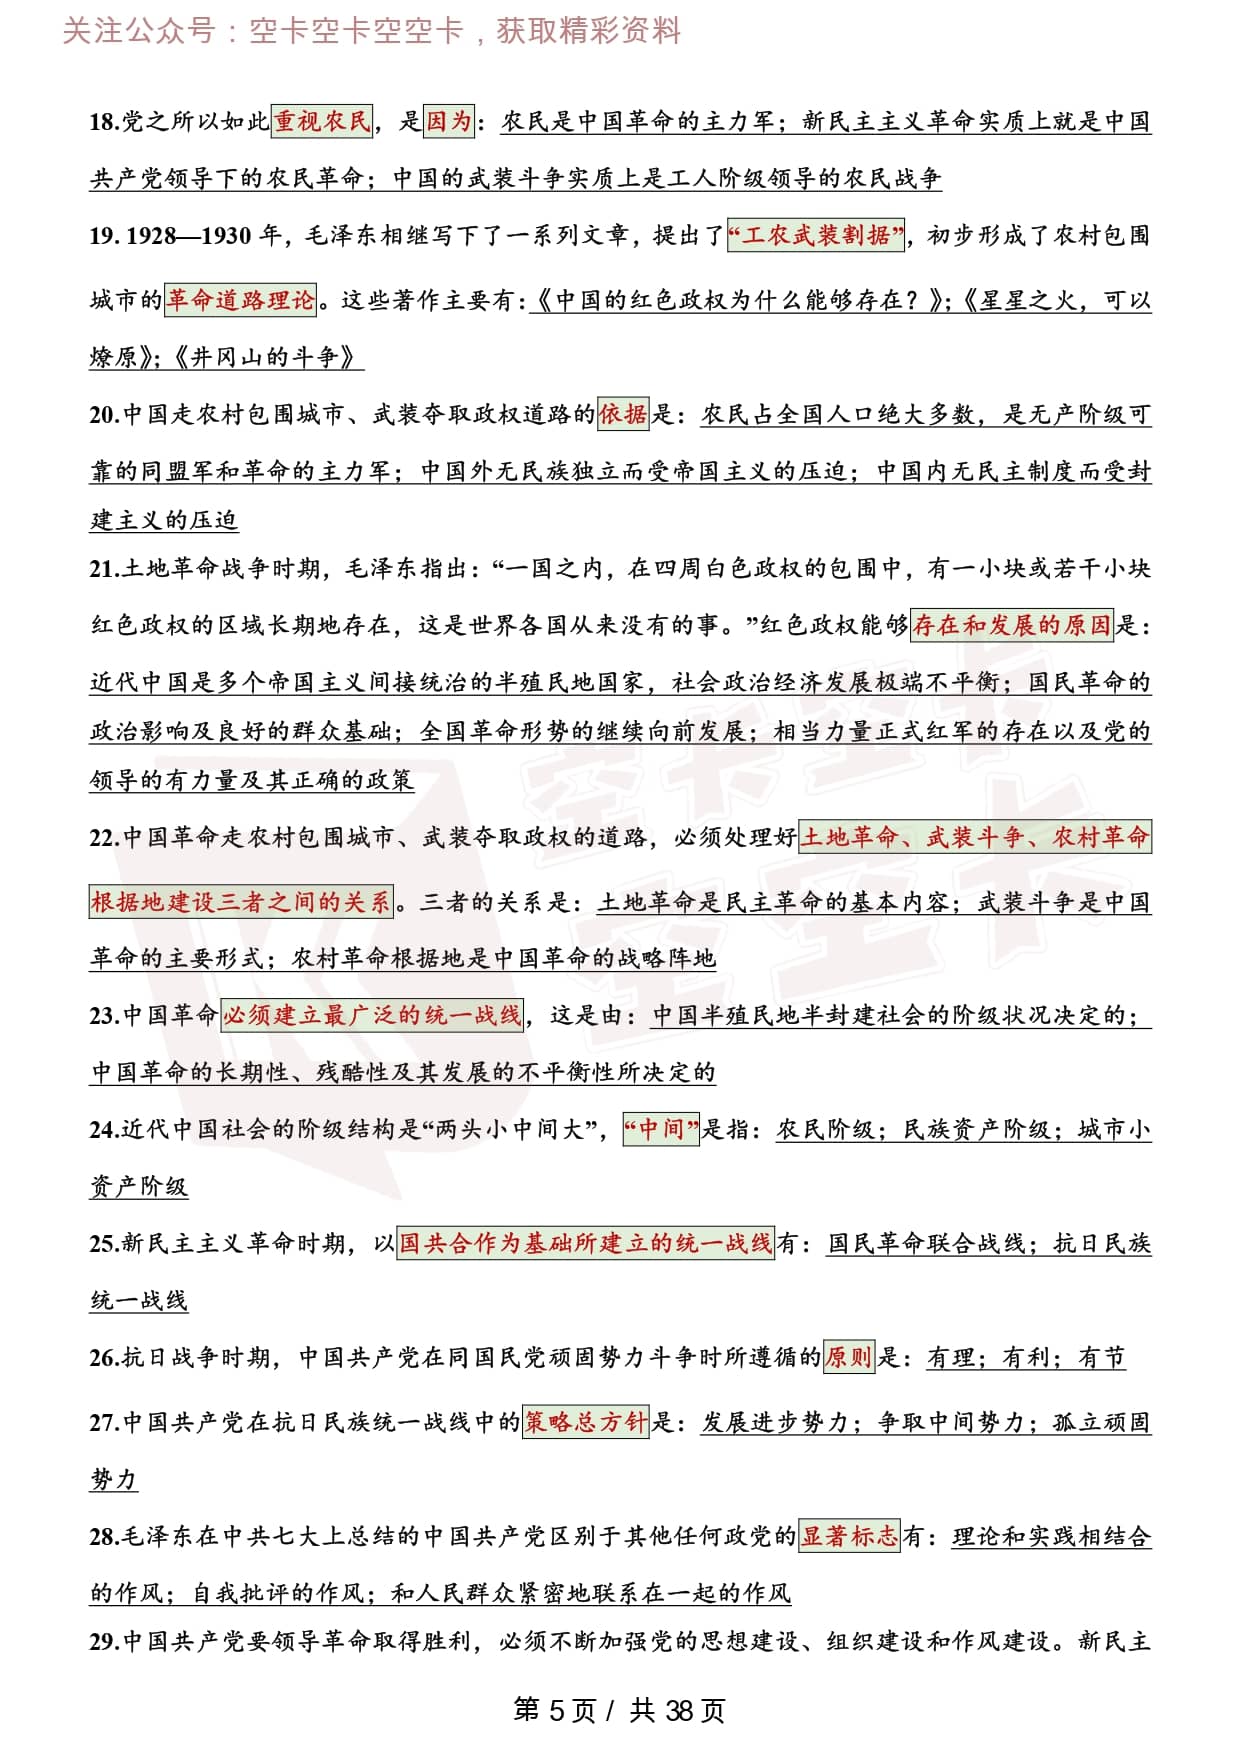 关注公众号：空卡空卡空空卡，获取精彩资料
18.党之所以如此重视农民，是因为：农民是中国革命的主力军；新民主主义革命实质上就是中国
共产党领导下的农民革命；中国的武装斗争实质上是工人阶级领导的农民战争
19. 1928—1930 年，毛泽东相继写下了一系列文章，提出了“工农武装割据”，初步形成了农村包围
城市的革命道路理论。这些著作主要有：《中国的红色政权为什么能够存在？》；《星星之火，可以
燎原》；《井冈山的斗争》
20.中国走农村包围城市、武装夺取政权道路的依据是：农民占全国人口绝大多数，是无产阶级可
靠的同盟军和革命的主力军；中国外无民族独立而受帝国主义的压迫；中国内无民主制度而受封
建主义的压迫
21.土地革命战争时期，毛泽东指出：“一国之内，在四周白色政权的包围中，有一小块或若干小块
红色政权的区域长期地存在，这是世界各国从来没有的事。”红色政权能够存在和发展的原因是：
近代中国是多个帝国主义间接统治的半殖民地国家，社会政治经济发展极端不平衡；国民革命的
政治影响及良好的群众基础；全国革命形势的继续向前发展；相当力量正式红军的存在以及党的
领导的有力量及其正确的政策
22.中国革命走农村包围城市、武装夺取政权的道路，必须处理好土地革命、武装斗争、农村革命
根据地建设三者之间的关系。三者的关系是：土地革命是民主革命的基本内容；武装斗争是中国
革命的主要形式；农村革命根据地是中国革命的战略阵地
23.中国革命必须建立最广泛的统一战线，这是由：中国半殖民地半封建社会的阶级状况决定的；
中国革命的长期性、残酷性及其发展的不平衡性所决定的
24.近代中国社会的阶级结构是“两头小中间大”，“中间”是指：农民阶级；民族资产阶级；城市小
资产阶级
25.新民主主义革命时期，以国共合作为基础所建立的统一战线有：国民革命联合战线；抗日民族
统一战线
26.抗日战争时期，中国共产党在同国民党顽固势力斗争时所遵循的原则是：有理；有利；有节
27.中国共产党在抗日民族统一战线中的策略总方针是：发展进步势力；争取中间势力；孤立顽固
势力
28.毛泽东在中共七大上总结的中国共产党区别于其他任何政党的显著标志有：理论和实践相结合
的作风；自我批评的作风；和人民群众紧密地联系在一起的作风
29.中国共产党要领导革命取得胜利，必须不断加强党的思想建设、组织建设和作风建设。新民主
空卡空卡
空空卡
第 5 页 / 共 38 页